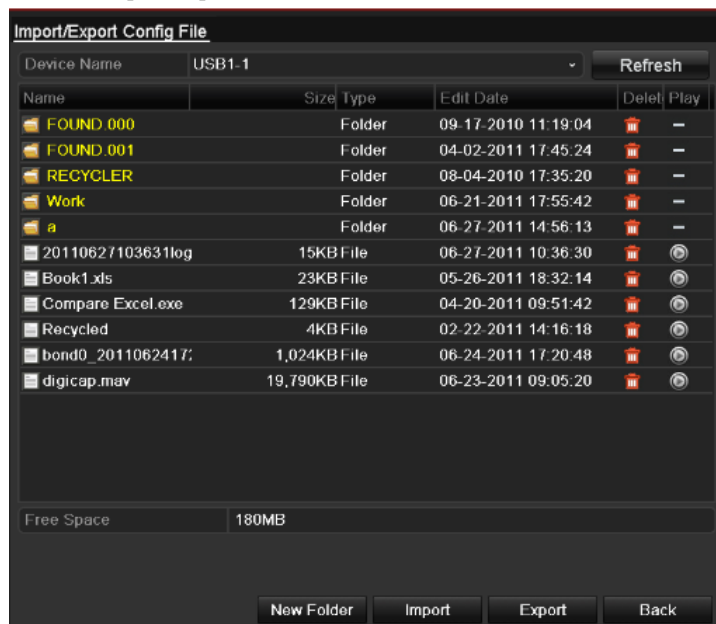 Import/Export Config File
Device Name USB1-1 Refresh
Name Size Type Edit Date Delet Play
FOUND.000 Folder 09-17-2010 11:19:04 –
FOUND.001 Folder 04-02-2011 17:45:24 –
RECYCLER Folder 08-04-2010 17:35:20 –
Work Folder 06-21-2011 17:55:42 –
a Folder 06-27-2011 14:56:13 –
20110627103631log 15KB File 06-27-2011 10:36:30
Book1.xls 23KB File 05-26-2011 18:32:14
Compare Excel.exe 129KB File 04-20-2011 09:51:42
Recycled 4KB File 02-22-2011 14:16:18
bond0_2011062417: 1,024KB File 06-24-2011 17:20:48
digicap.mav 19,790KB File 06-23-2011 09:05:20
Free Space 180MB
New Folder Import Export Back